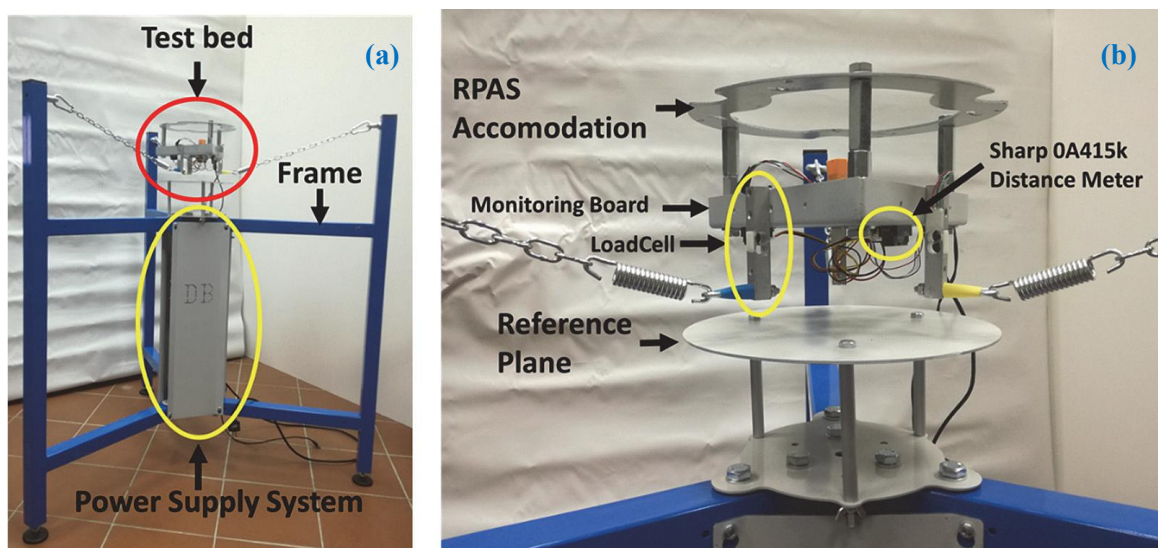 Test bed
(a)
Frame
DB
Power Supply System
(b)
RPAS
Accomodation
Sharp 0A415k
Distance Meter
Monitoring Board
LoadCell
Reference
Plane